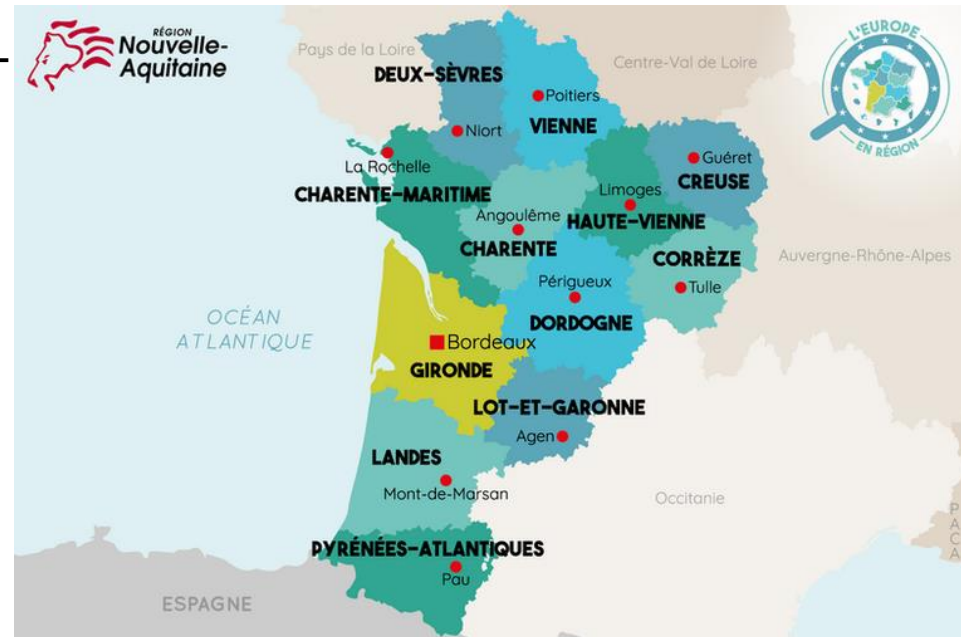 RÉGION
Nouvelle-
Aquitaine
Pays de la Loire
Centre-Val de Loire
L'EUROPE
EN RÉGION
DEUX-SÈVRES
Poitiers
VIENNE
Niort
La Rochelle
Guéret
CREUSE
CHARENTE-MARITIME
Limoges
Angoulême
HAUTE-VIENNE
CHARENTE
CORRÈZE
Auvergne-Rhône-Alpes
Périgueux
Tulle
OCÉAN
ATLANTIQUE
DORDOGNE
Bordeaux
GIRONDE
LOT-ET-GARONNE
Agen
LANDES
Mont-de-Marsan
Occitanie
PACA
PYRÉNÉES-ATLANTIQUES
Pau
ESPAGNE